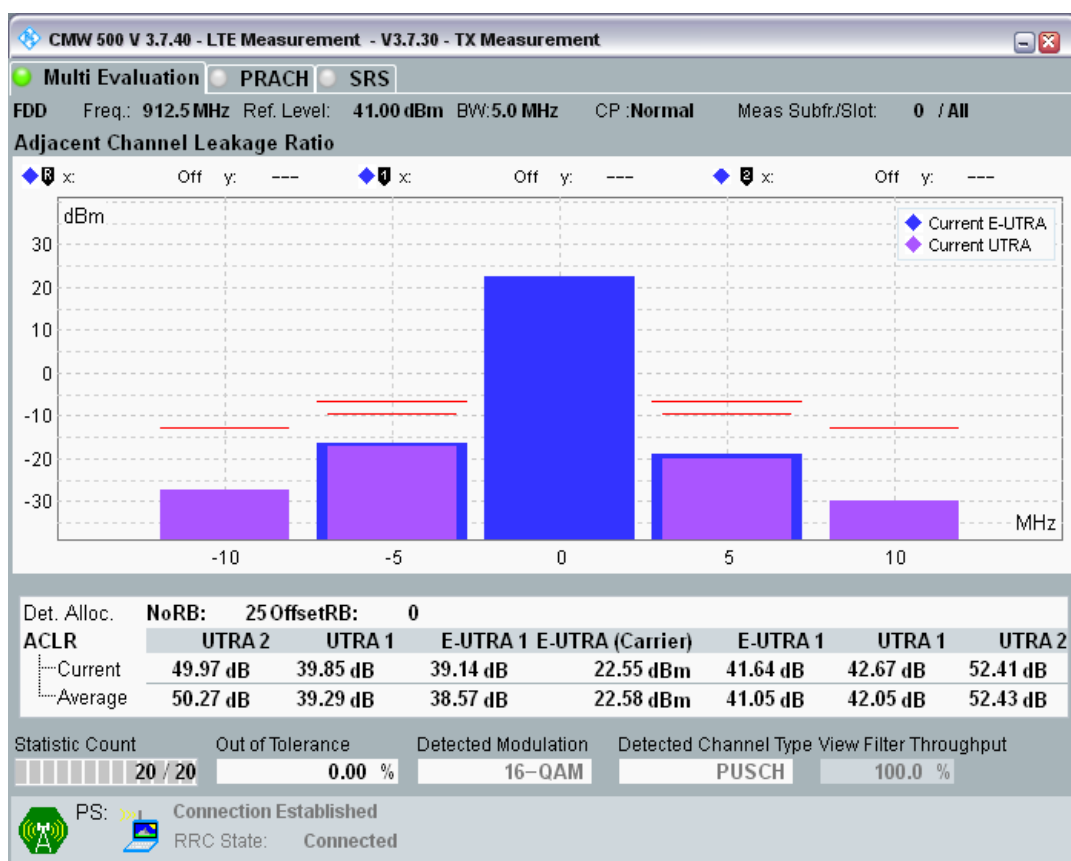 CMW 500 V 3.7.40 - LTE Measurement - V3.7.30 - TX Measurement
Multi Evaluation PRACH SRS
FDD Freq.: 912.5 MHz Ref. Level: 41.00 dBm BW:5.0 MHz CP :Normal Meas Subfr./Slot: 0 / All
Adjacent Channel Leakage Ratio
R x: Off y: --- 1 x: Off y: --- 2 x: Off y: ---
dBm
Current E-UTRA
Current UTRA
30
20
10
0
-10
-20
-30
MHz
-10 -5 0 5 10
Det. Alloc. NoRB: 25 OffsetRB: 0
ACLR UTRA 2 UTRA 1 E-UTRA 1 E-UTRA (Carrier) E-UTRA 1 UTRA 1 UTRA 2
Current 49.97 dB 39.85 dB 39.14 dB 22.55 dBm 41.64 dB 42.67 dB 52.41 dB
Average 50.27 dB 39.29 dB 38.57 dB 22.58 dBm 41.05 dB 42.05 dB 52.43 dB
Statistic Count Out of Tolerance Detected Modulation Detected Channel Type View Filter Throughput
20 / 20 0.00 % 16-QAM PUSCH 100.0 %
PS: Connection Established
RRC State: Connected